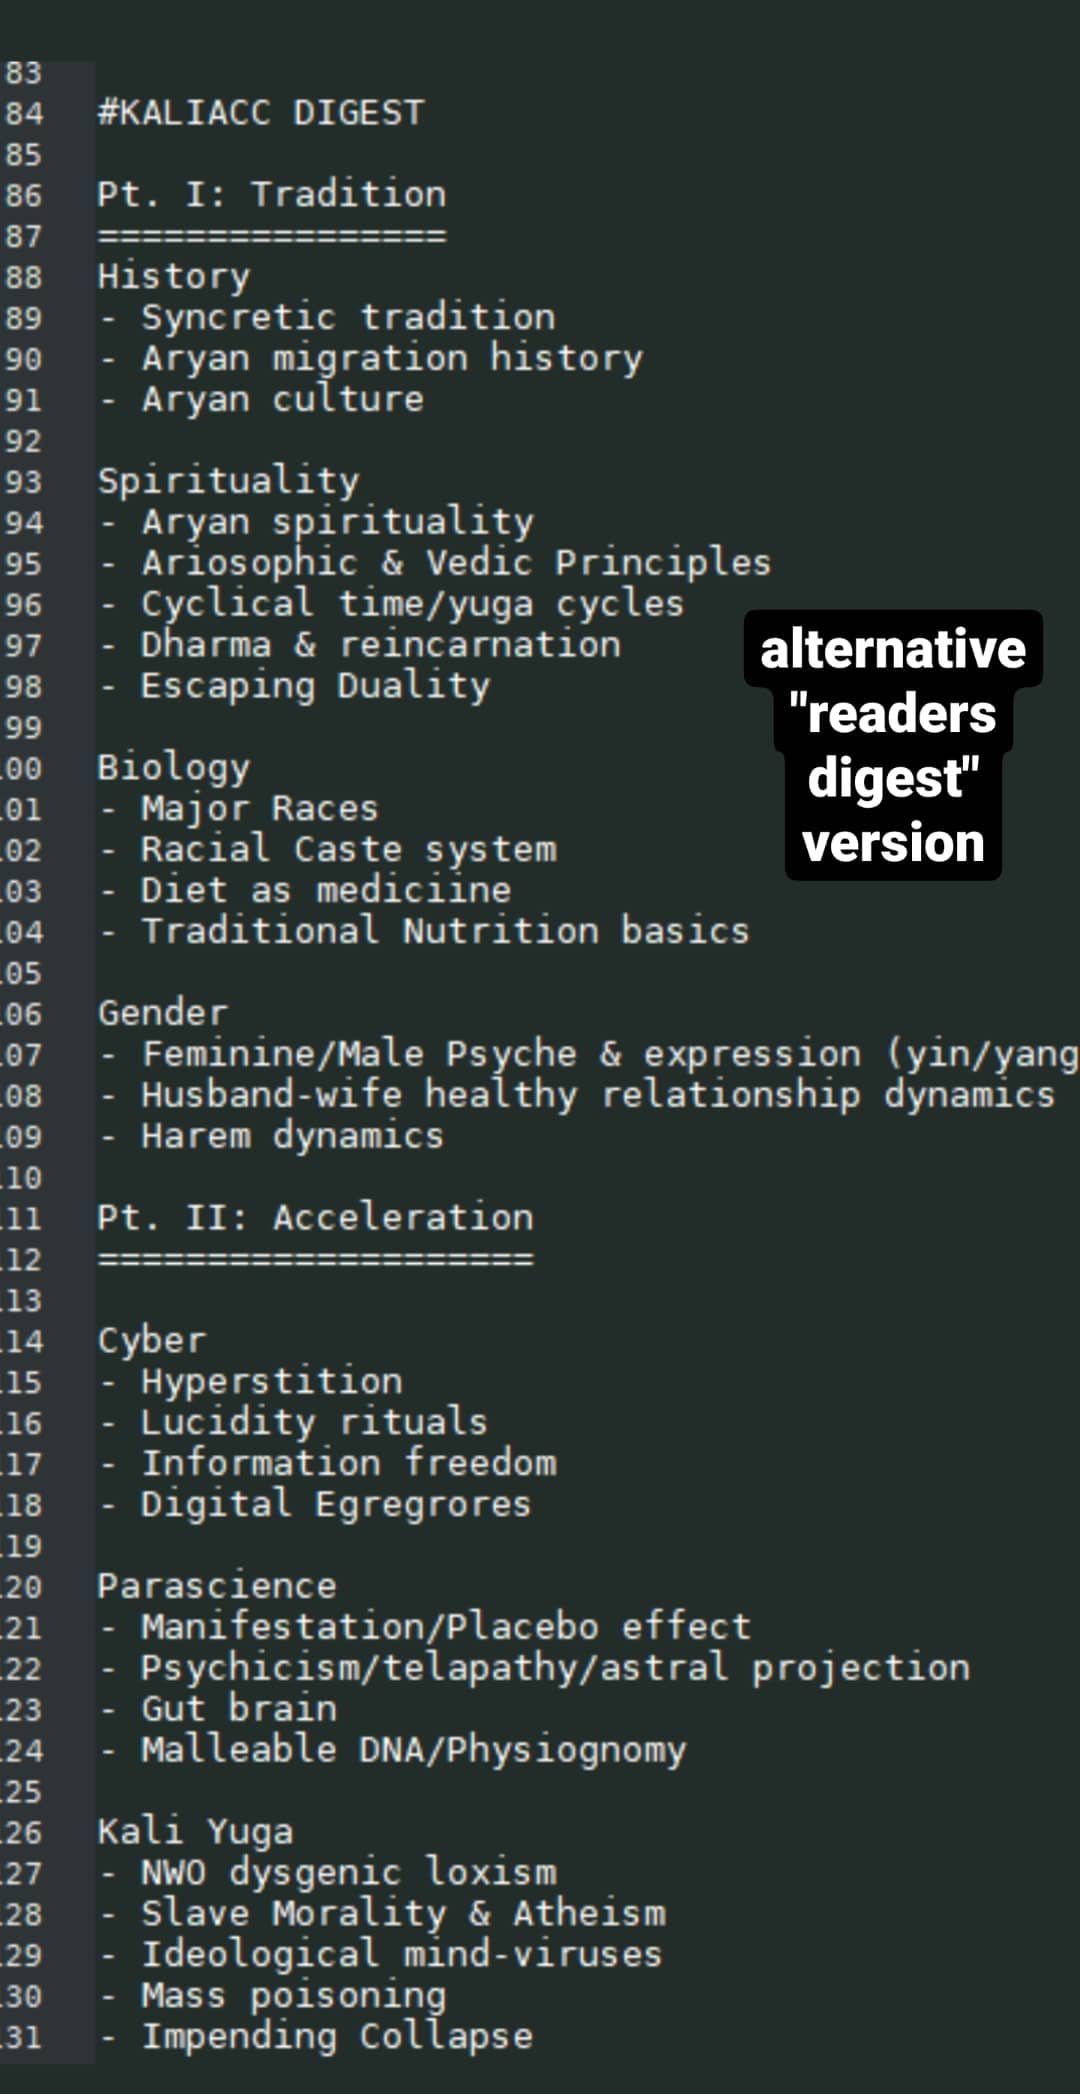 83
84 #KALIACC DIGEST
85
86 Pt. I: Tradition
87 ================
88 History
89 - Syncretic tradition
90 - Aryan migration history
91 - Aryan culture
92
93 Spirituality
94 - Aryan spirituality
95 - Ariosophic & Vedic Principles
96 - Cyclical time/yuga cycles
97 - Dharma & reincarnation
98 - Escaping Duality
99
00 Biology
01 - Major Races
02 - Racial Caste system
03 - Diet as mediciine
04 - Traditional Nutrition basics
05
06 Gender
07 - Feminine/Male Psyche & expression (yin/yang
08 - Husband-wife healthy relationship dynamics
09 - Harem dynamics
10
11 Pt. II: Acceleration
12 ====================
13
14 Cyber
15 - Hyperstition
16 - Lucidity rituals
17 - Information freedom
18 - Digital Egregrores
19
20 Parascience
21 - Manifestation/Placebo effect
22 - Psychicism/telapathy/astral projection
23 - Gut brain
24 - Malleable DNA/Physiognomy
25
26 Kali Yuga
27 - NWO dysgenic loxism
28 - Slave Morality & Atheism
29 - Ideological mind-viruses
30 - Mass poisoning
31 - Impending Collapse
alternative
"readers
digest"
version